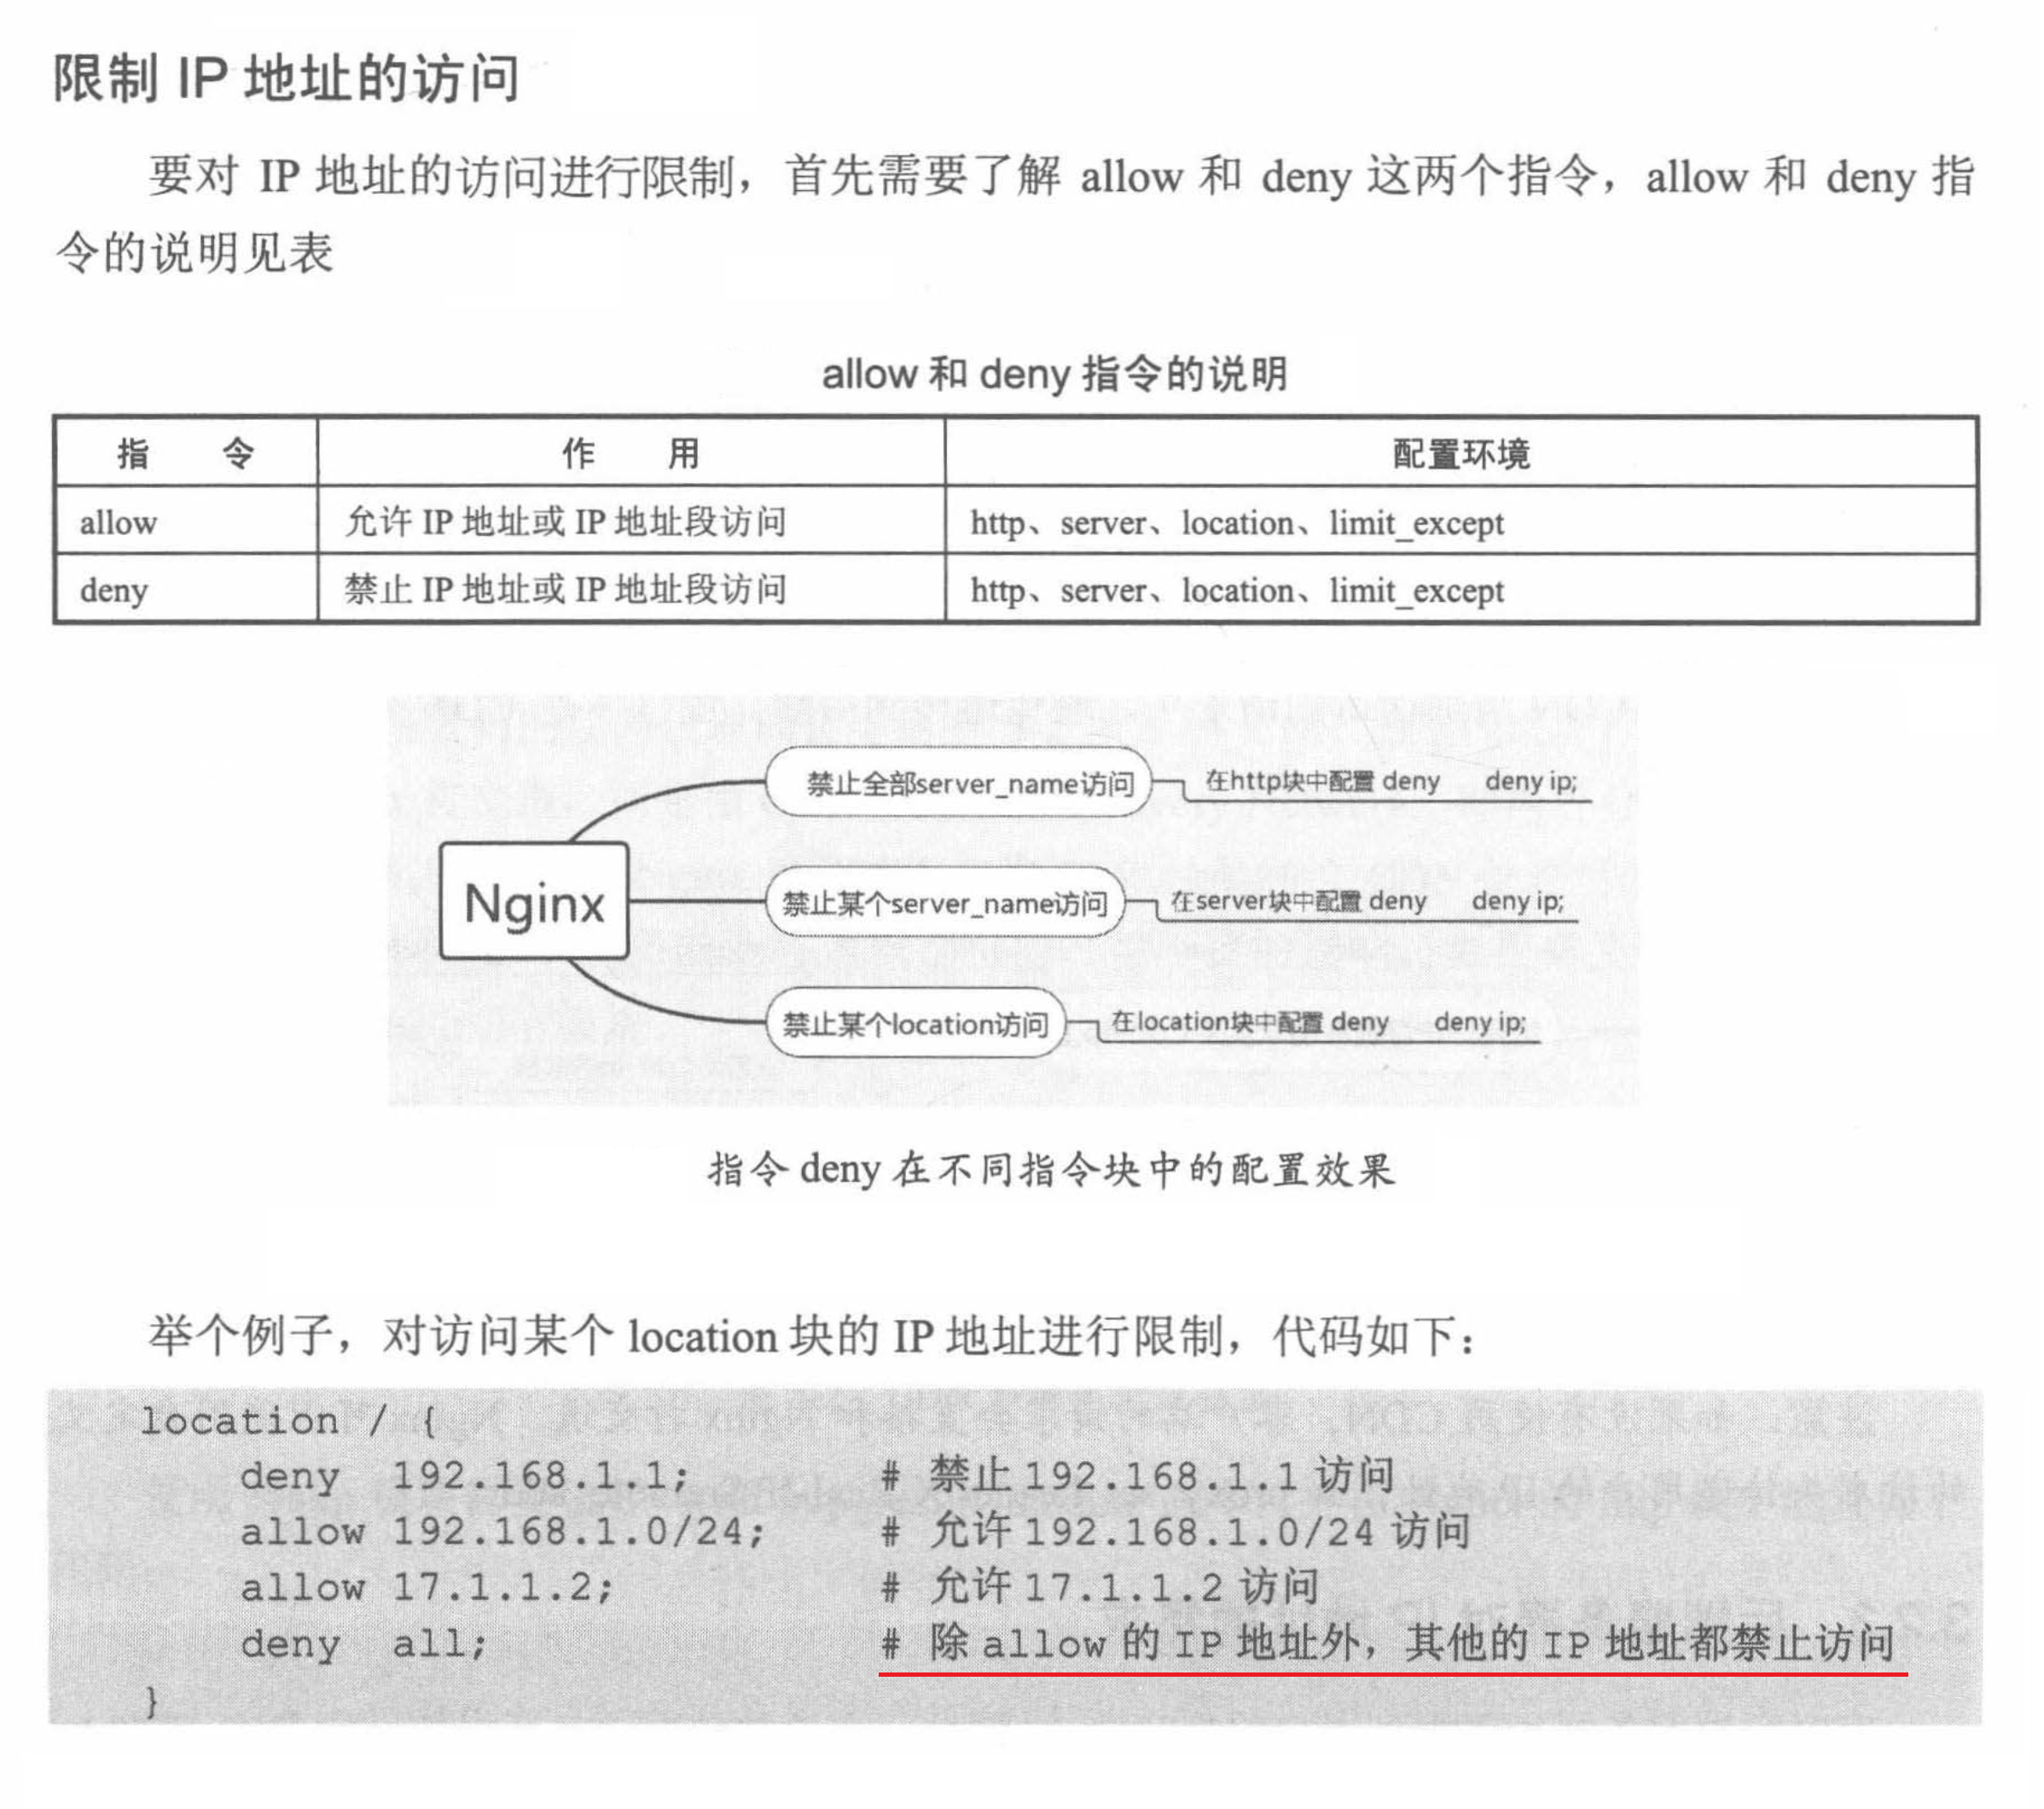 限制 IP 地址的访问
要对 IP 地址的访问进行限制，首先需要了解 allow 和 deny 这两个指令，allow 和 deny 指
令的说明见表
allow 和 deny 指令的说明
指 令 作 用 配置环境
allow 允许 IP 地址或 IP 地址段访问 http、server、location、limit_except
deny 禁止 IP 地址或 IP 地址段访问 http、server、location、limit_except
禁止全部server_name访问 在http块中配置 deny deny ip;
Nginx 禁止某个server_name访问 在server块中配置 deny deny ip;
禁止某个location访问 在location块中配置 deny deny ip;
指令 deny 在不同指令块中的配置效果
举个例子，对访问某个 location 块的 IP 地址进行限制，代码如下：
location / {
deny 192.168.1.1; # 禁止 192.168.1.1 访问
allow 192.168.1.0/24; # 允许 192.168.1.0/24 访问
allow 17.1.1.2; # 允许 17.1.1.2 访问
deny all; # 除 allow 的 IP 地址外，其他的 IP 地址都禁止访问
}